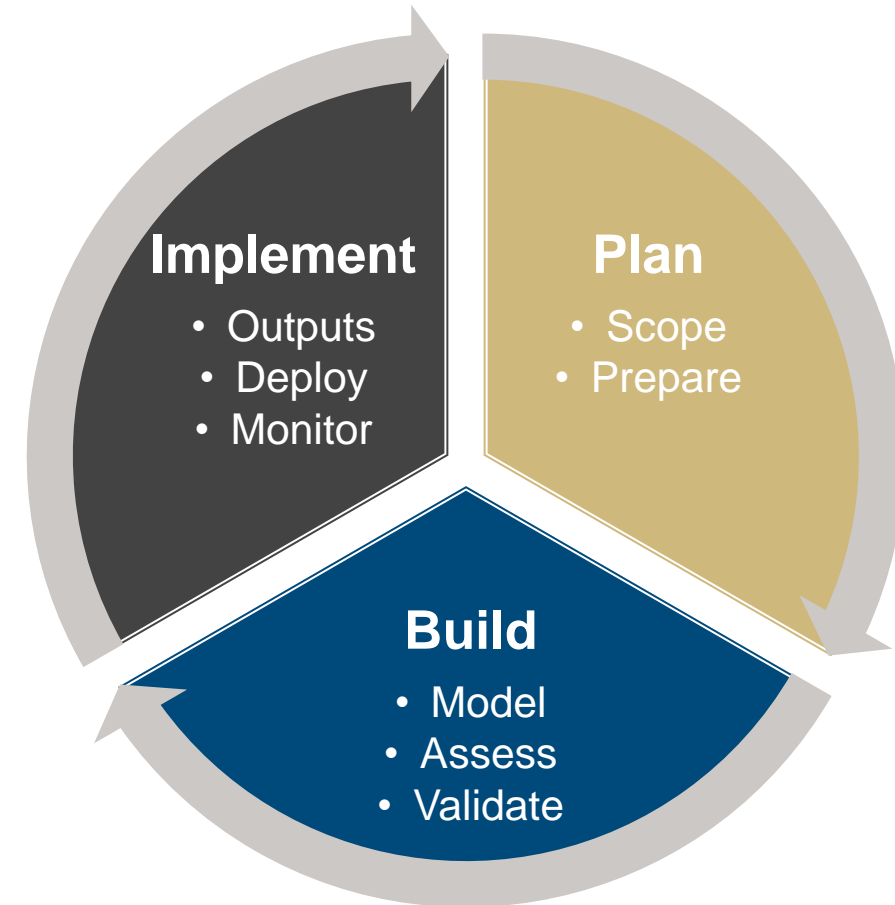 Implement
• Outputs
• Deploy
• Monitor
Plan
• Scope
• Prepare
Build
• Model
• Assess
• Validate